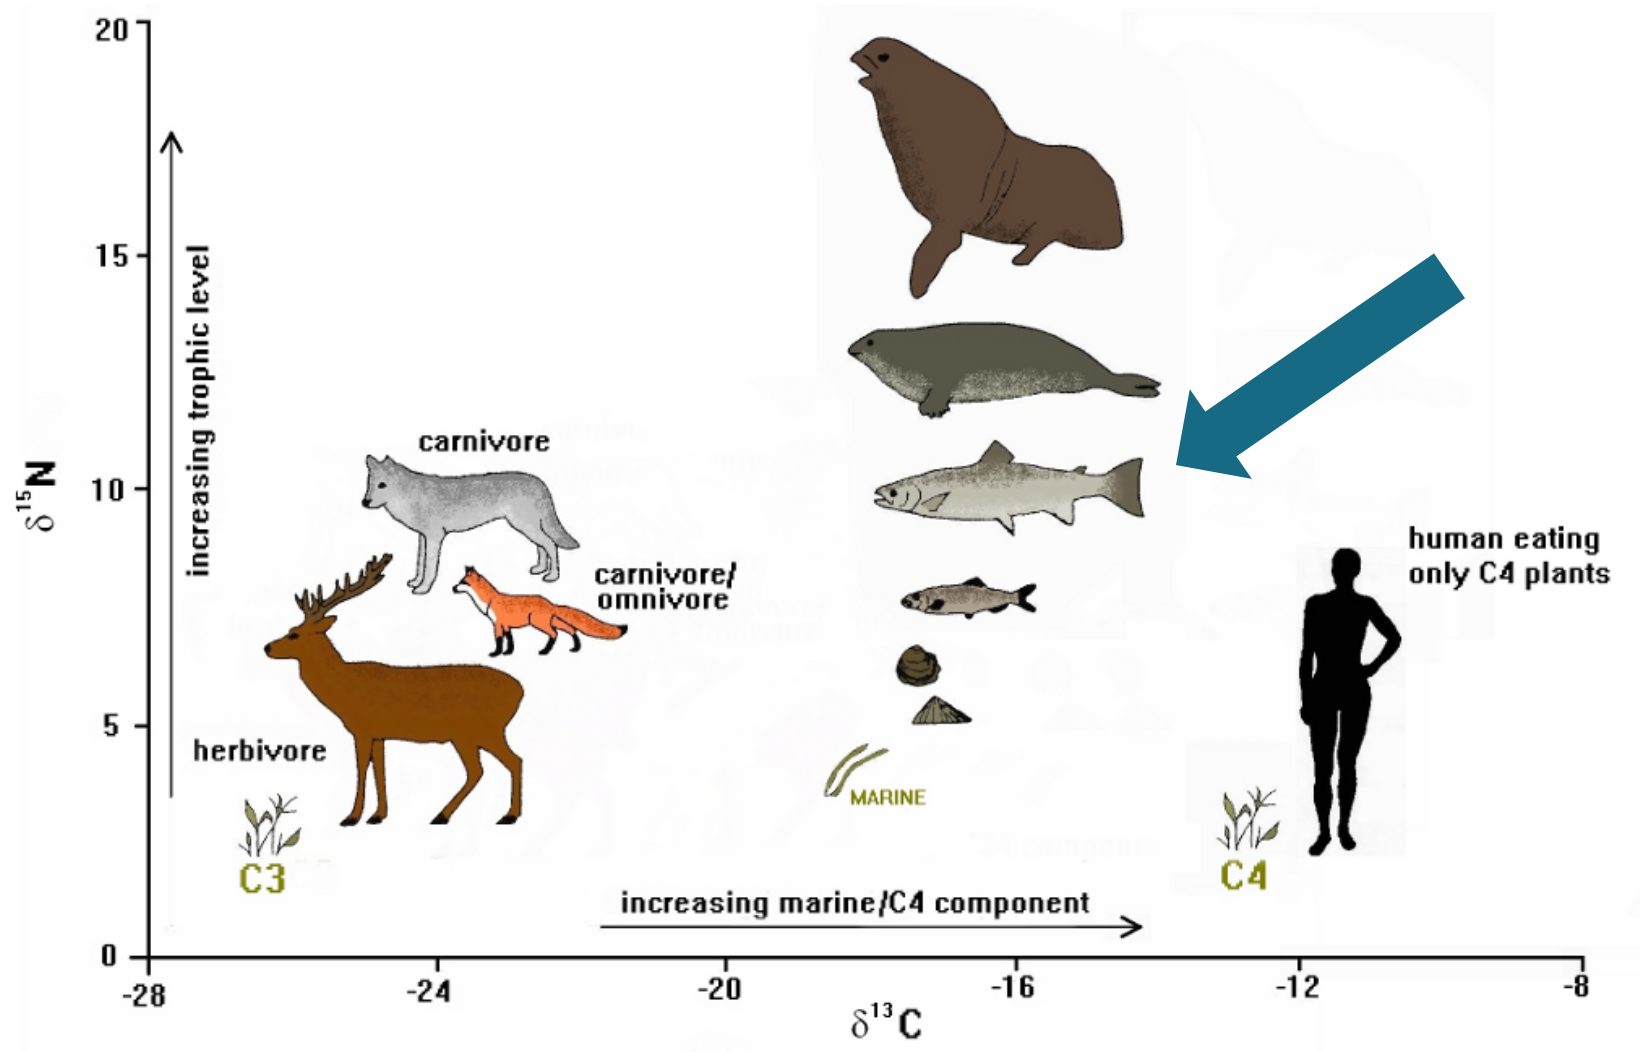 20
15
10
5
0
δ15N
increasing trophic level
carnivore
carnivore/
omnivore
herbivore
C3
MARINE
C4
human eating
only C4 plants
increasing marine/C4 component
-28
-24
-20
-16
-12
-8
δ13C